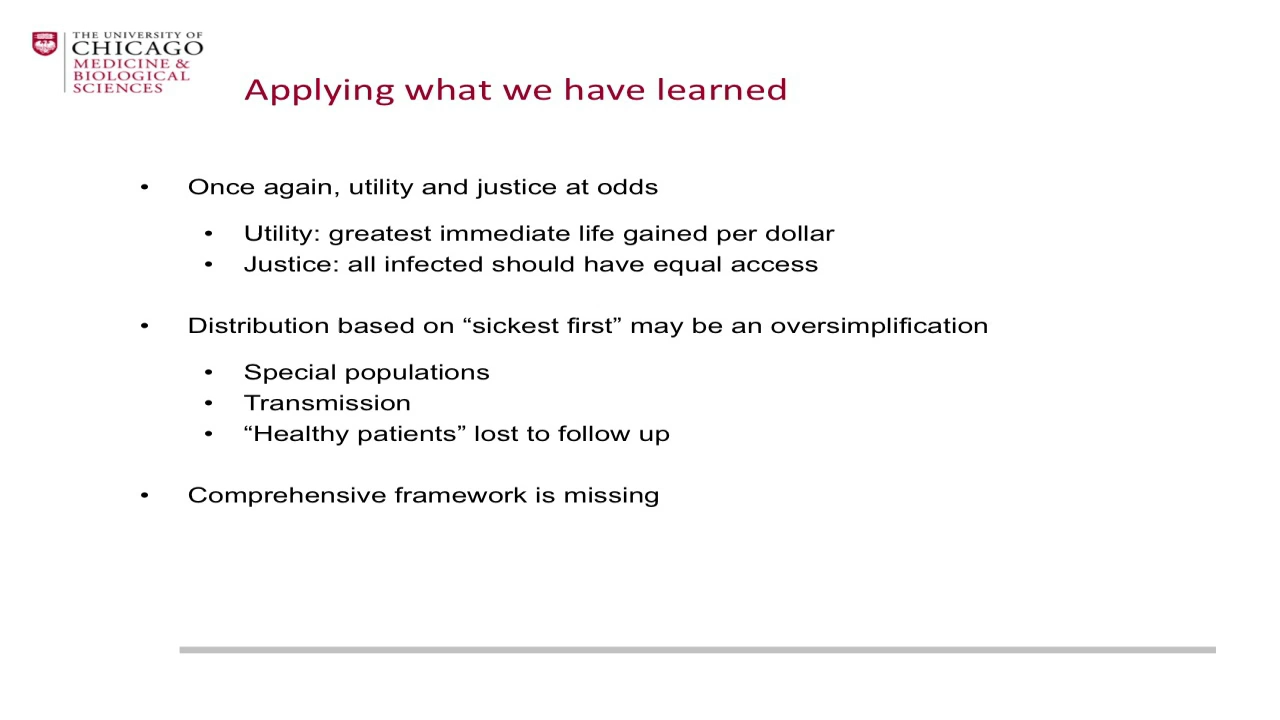 THE UNIVERSITY OF
CHICAGO
MEDICINE &
BIOLOGICAL
SCIENCES
Applying what we have learned
• Once again, utility and justice at odds
• Utility: greatest immediate life gained per dollar
• Justice: all infected should have equal access
• Distribution based on “sickest first” may be an oversimplification
• Special populations
• Transmission
• “Healthy patients” lost to follow up
• Comprehensive framework is missing